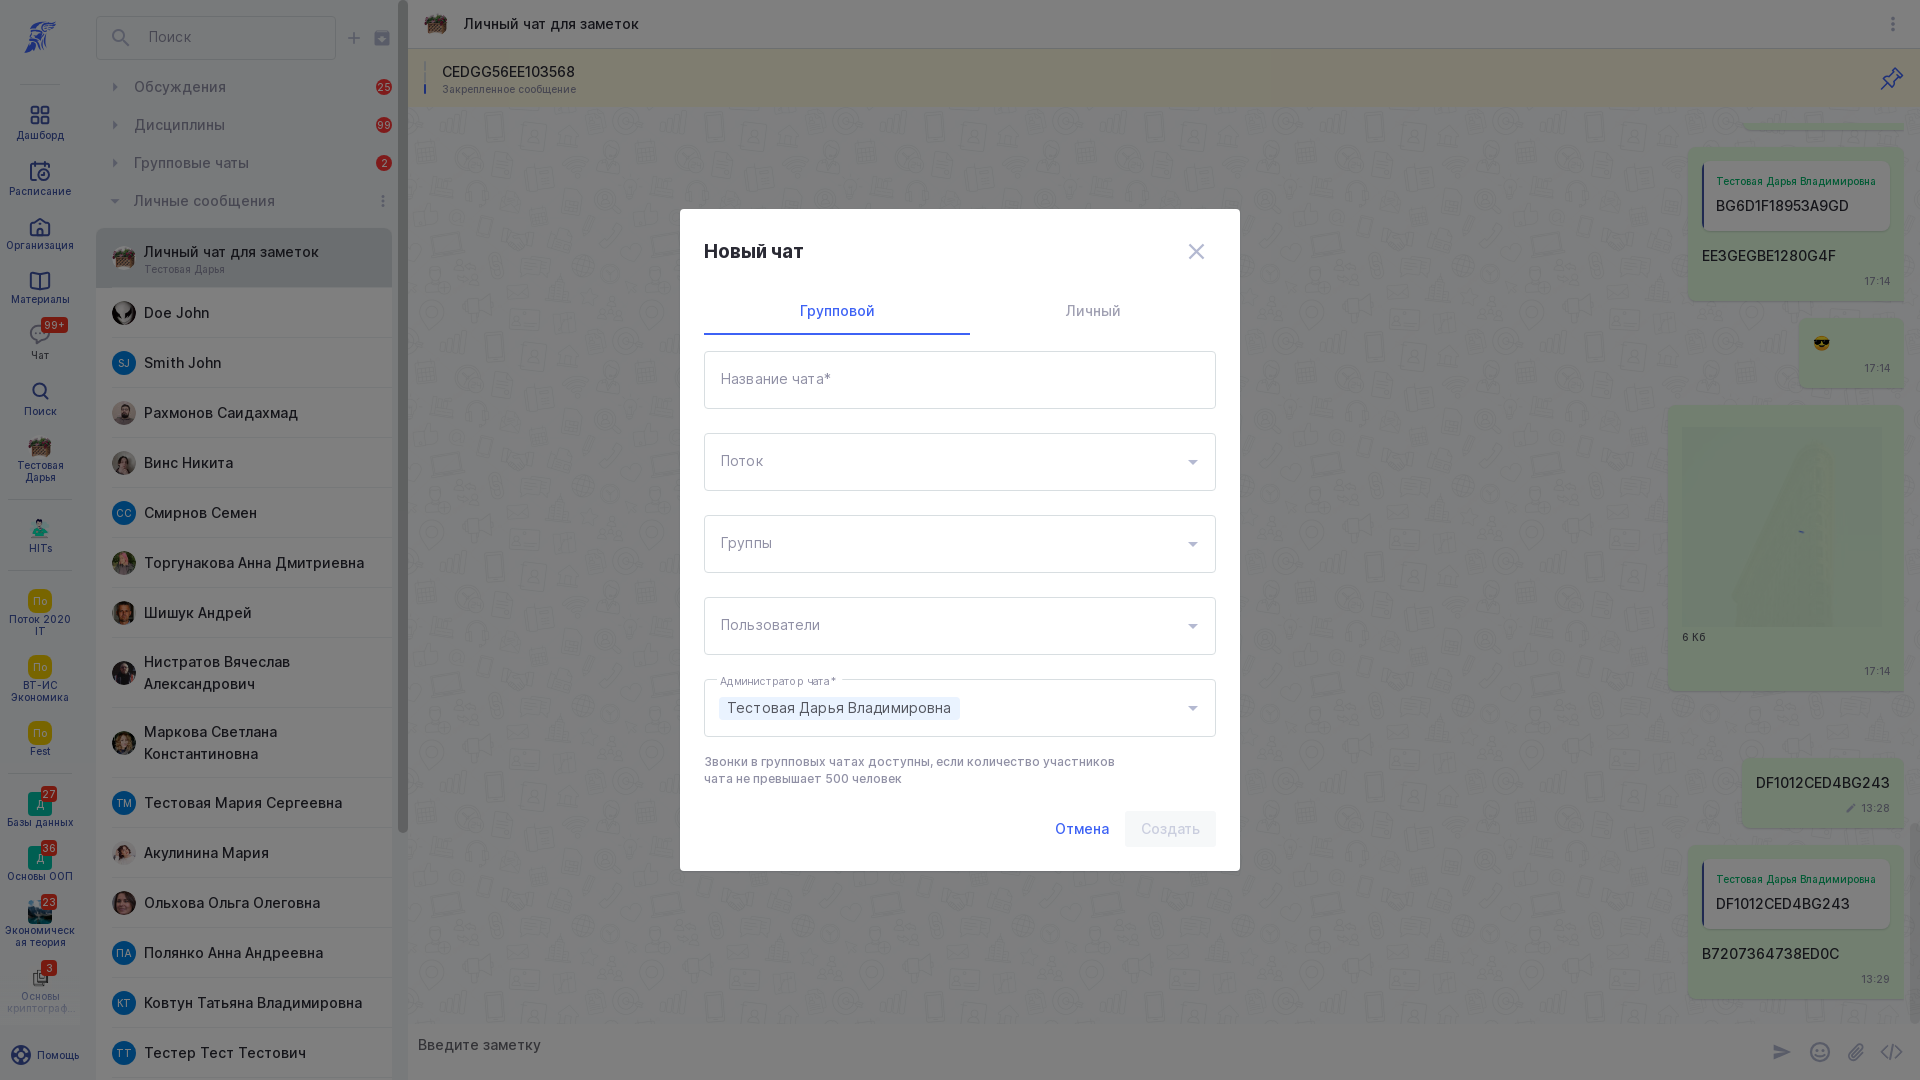 Дашборд
Расписание
Организация
Материалы
99+
Чат
Поиск
Тестовая
Дарья
HITs
По
Поток 2020
IT
По
ВТ-ИС
Экономика
По
Fest
27
Д
Базы данных
36
Д
Основы ООП
23
Экономическ
ая теория
3
Основы
криптограф...
Помощь
Поиск
Обсуждения
25
Дисциплины
99
Групповые чаты
2
Личные сообщения
Личный чат для заметок
Тестовая Дарья
Doe John
SJ
Smith John
Рахмонов Саидахмад
Винс Никита
СС
Смирнов Семен
Торгунакова Анна Дмитриевна
Шишук Андрей
Нистратов Вячеслав
Александрович
Маркова Светлана
Константиновна
ТМ
Тестовая Мария Сергеевна
Акулинина Мария
Ольхова Ольга Олеговна
ПА
Полянко Анна Андреевна
КТ
Ковтун Татьяна Владимировна
ТТ
Тестер Тест Тестович
Личный чат для заметок
CEDGG56EE103568
Закрепленное сообщение
Тестовая Дарья Владимировна
BG6D1F18953A9GD
EE3GEGBE1280G4F
17:14
17:14
6 Кб
17:14
DF1012CED4BG243
13:28
Тестовая Дарья Владимировна
DF1012CED4BG243
B7207364738ED0C
13:29
Введите заметку
Новый чат
Групповой
Личный
Название чата*
Поток
Группы
Пользователи
Администратор чата*
Тестовая Дарья Владимировна
Звонки в групповых чатах доступны, если количество участников
чата не превышает 500 человек
Отмена
Создать